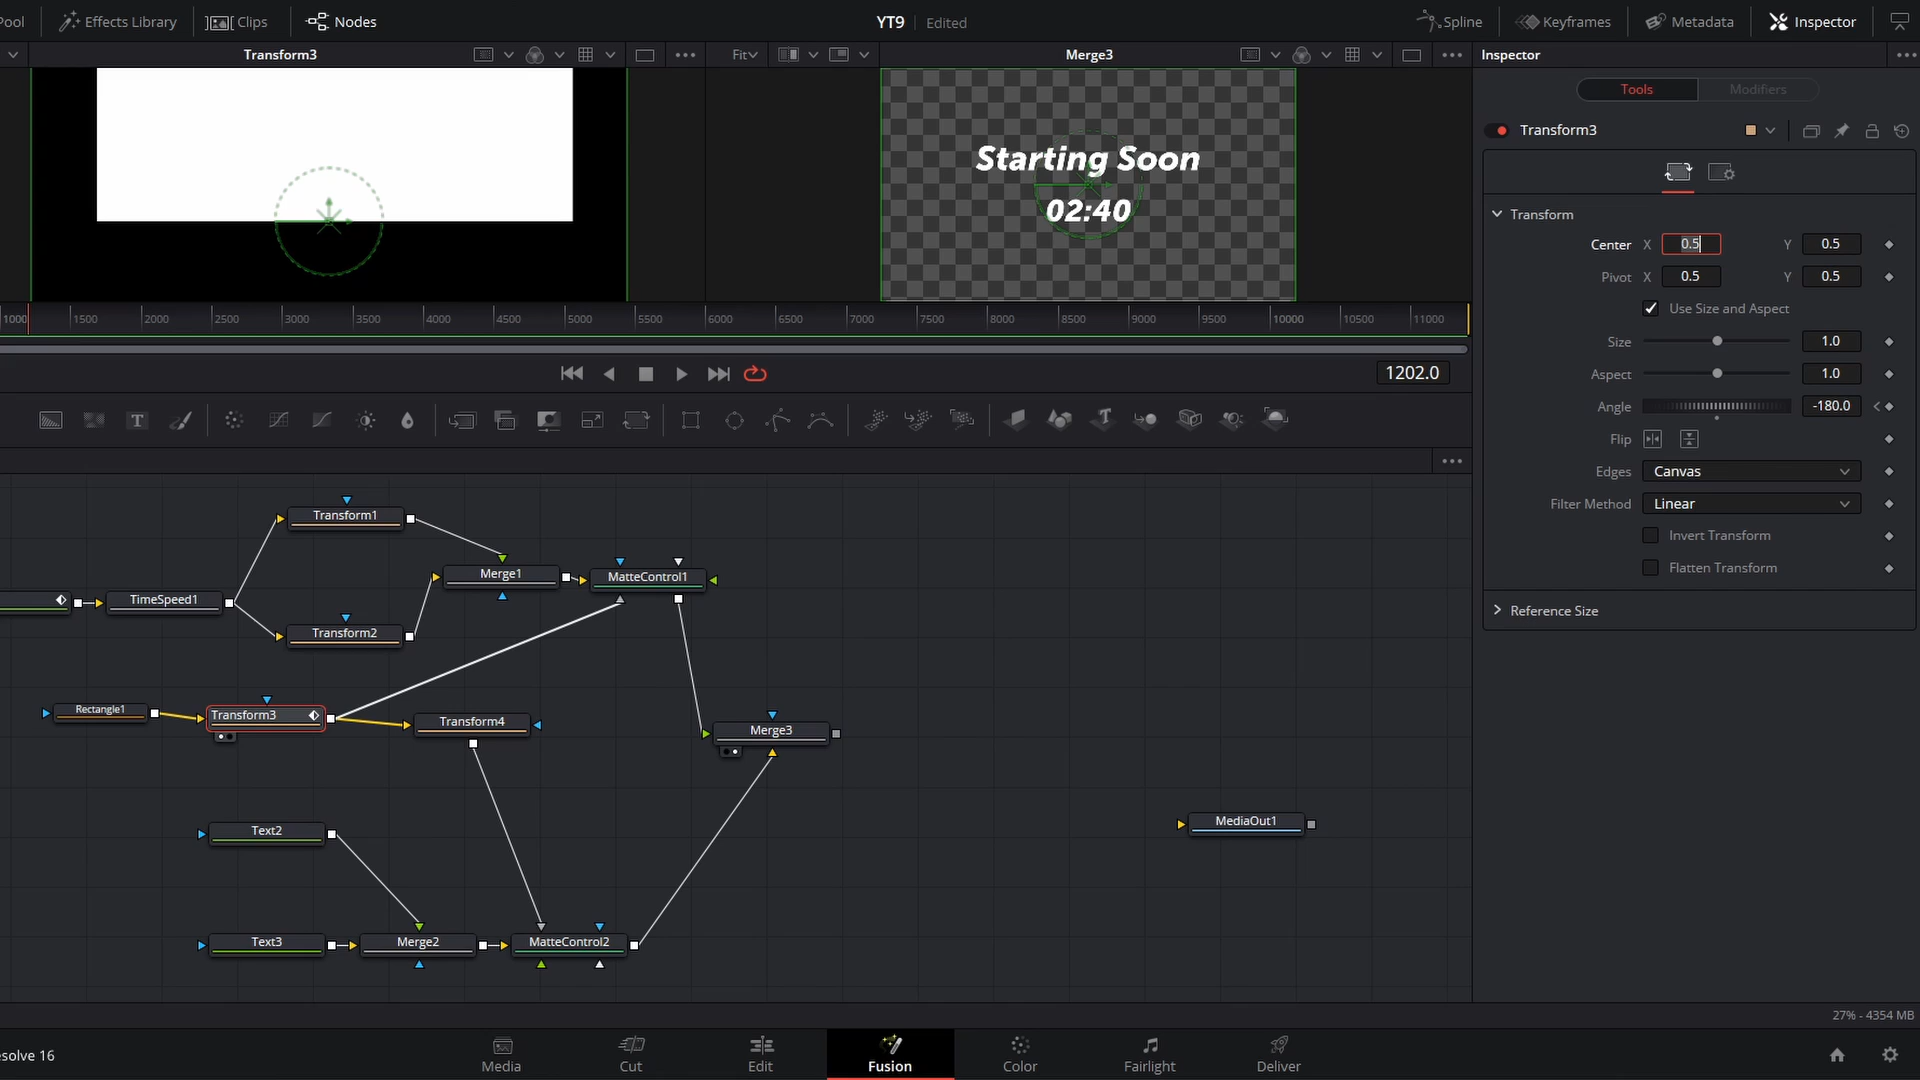 Pool
Effects Library
Clips
Nodes
YT9
Edited
Spline
Keyframes
Metadata
Inspector
Transform3
Fit
Merge3
Inspector
Tools
Modifiers
Transform3
Starting Soon
02:40
Transform
Center X 0.5 Y 0.5
Pivot X 0.5 Y 0.5
Use Size and Aspect
Size 1.0
Aspect 1.0
Angle -180.0
Flip
Edges Canvas
Filter Method Linear
Invert Transform
Flatten Transform
Reference Size
1000 1500 2000 2500 3000 3500 4000 4500 5000 5500 6000 6500 7000 7500 8000 8500 9000 9500 10000 10500 11000
1202.0
Transform1
Merge1
MatteControl1
TimeSpeed1
Transform2
Rectangle1
Transform3
Transform4
Merge3
MediaOut1
Text2
Text3
Merge2
MatteControl2
27% - 4354 MB
esolve 16
Media
Cut
Edit
Fusion
Color
Fairlight
Deliver